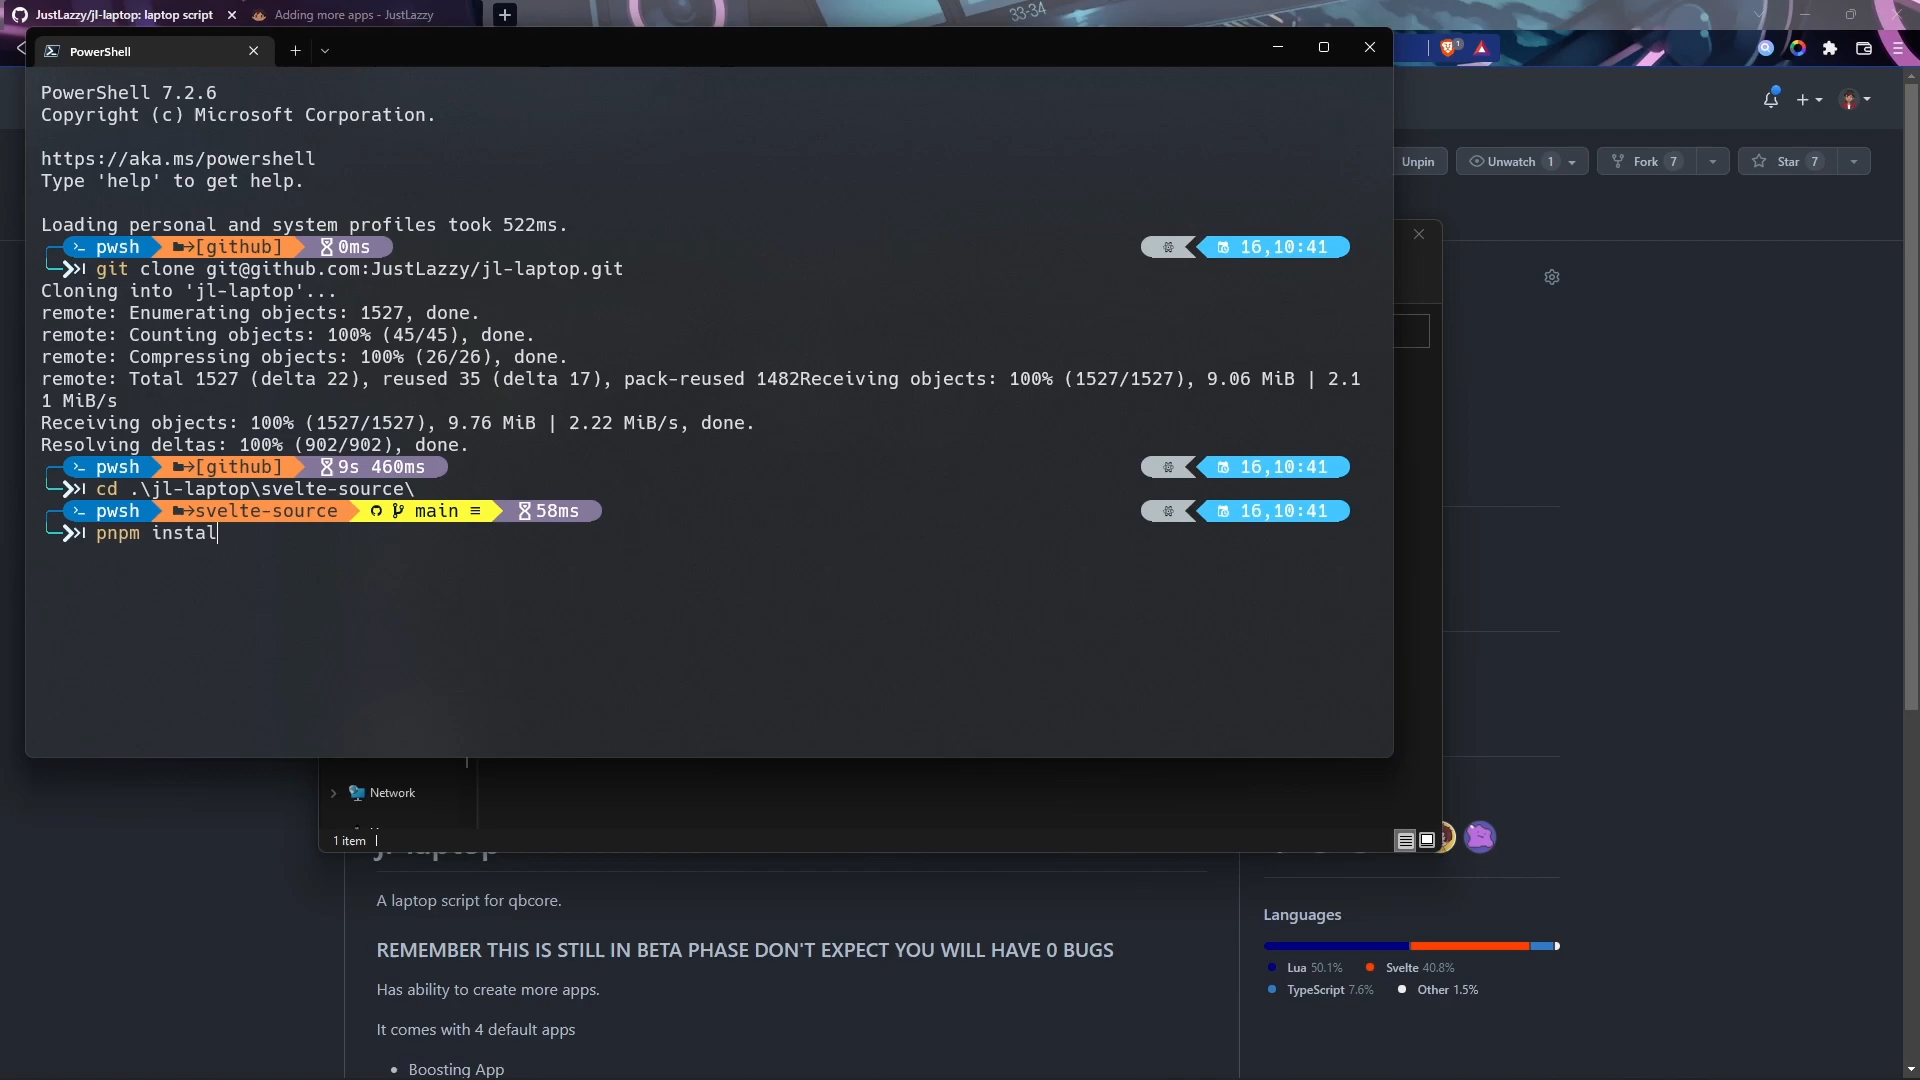 JustLazzy/jl-laptop: laptop script
Adding more apps - JustLazzy
33-34
PowerShell
1
PowerShell 7.2.6
Copyright (c) Microsoft Corporation.
https://aka.ms/powershell
Type 'help' to get help.
Loading personal and system profiles took 522ms.
pwsh [github] 0ms 16,10:41
git clone git@github.com:JustLazzy/jl-laptop.git
Cloning into 'jl-laptop'...
remote: Enumerating objects: 1527, done.
remote: Counting objects: 100% (45/45), done.
remote: Compressing objects: 100% (26/26), done.
remote: Total 1527 (delta 22), reused 35 (delta 17), pack-reused 1482Receiving objects: 100% (1527/1527), 9.06 MiB | 2.1
1 MiB/s
Receiving objects: 100% (1527/1527), 9.76 MiB | 2.22 MiB/s, done.
Resolving deltas: 100% (902/902), done.
pwsh [github] 9s 460ms 16,10:41
cd .\jl-laptop\svelte-source\
pwsh svelte-source main ≡ 58ms 16,10:41
pnpm instal
Unpin
Unwatch 1
Fork 7
Star 7
Network
1 item
jl-laptop
A laptop script for qbcore.
REMEMBER THIS IS STILL IN BETA PHASE DON'T EXPECT YOU WILL HAVE 0 BUGS
Has ability to create more apps.
It comes with 4 default apps
• Boosting App
Languages
Lua 50.1%
Svelte 40.8%
TypeScript 7.6%
Other 1.5%